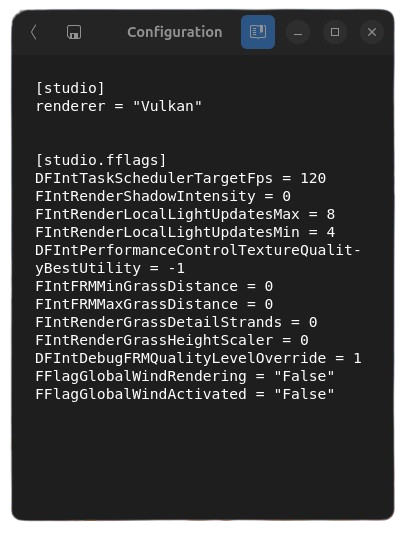 Configuration
[studio]
renderer = "Vulkan"
[studio.fflags]
DFIntTaskSchedulerTargetFps = 120
FIntRenderShadowIntensity = 0
FIntRenderLocalLightUpdatesMax = 8
FIntRenderLocalLightUpdatesMin = 4
DFIntPerformanceControlTextureQualit-
yBestUtility = -1
FIntFRMMinGrassDistance = 0
FIntFRMMaxGrassDistance = 0
FIntRenderGrassDetailStrands = 0
FIntRenderGrassHeightScaler = 0
DFIntDebugFRMQualityLevelOverride = 1
FFlagGlobalWindRendering = "False"
FFlagGlobalWindActivated = "False"